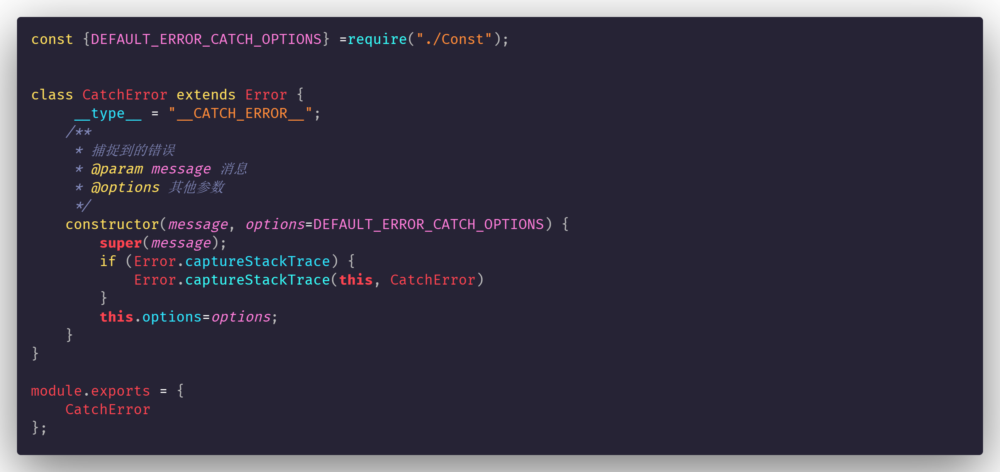 const {DEFAULT_ERROR_CATCH_OPTIONS} =require("./Const");
class CatchError extends Error {
     __type__ = "__CATCH_ERROR__";
    /**
     * 捕捉到的错误
     * @param message 消息
     * @options 其他参数
     */
    constructor(message, options=DEFAULT_ERROR_CATCH_OPTIONS) {
        super(message);
        if (Error.captureStackTrace) {
            Error.captureStackTrace(this, CatchError)
        }
        this.options=options;
    }
}
module.exports = {
    CatchError
};